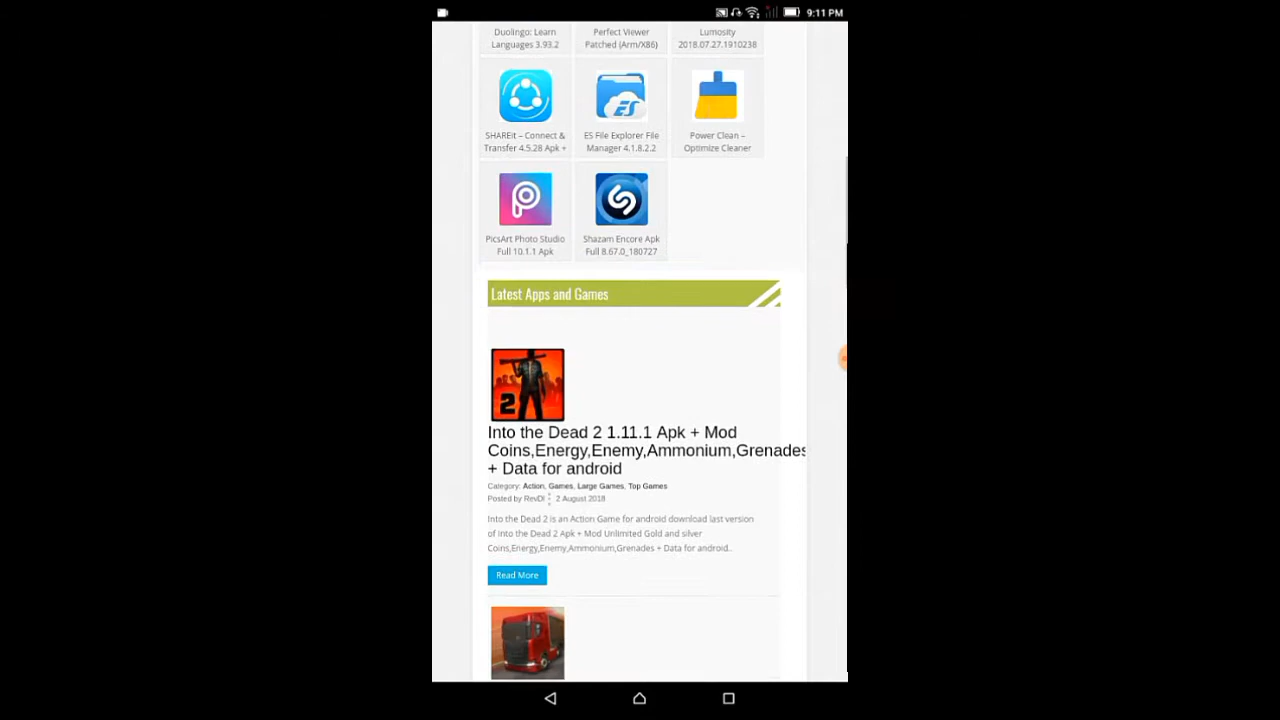 9:11 PM
Duolingo: Learn
Languages 3.93.2
Perfect Viewer
Patched (Arm/X86)
Lumosity
2018.07.27.1910238
SHAREit – Connect &
Transfer 4.5.28 Apk +
ES File Explorer File
Manager 4.1.8.2.2
Power Clean –
Optimize Cleaner
PicsArt Photo Studio
Full 10.1.1 Apk
Shazam Encore Apk
Full 8.67.0_180727
Latest Apps and Games
2
Into the Dead 2 1.11.1 Apk + Mod
Coins,Energy,Enemy,Ammonium,Grenades
+ Data for android
Category: Action, Games, Large Games, Top Games
Posted by RevDl 2 August 2018
Into the Dead 2 is an Action Game for android download last version
of into the Dead 2 Apk + Mod Unlimited Gold and silver
Coins,Energy,Enemy,Ammonium,Grenades + Data for android..
Read More